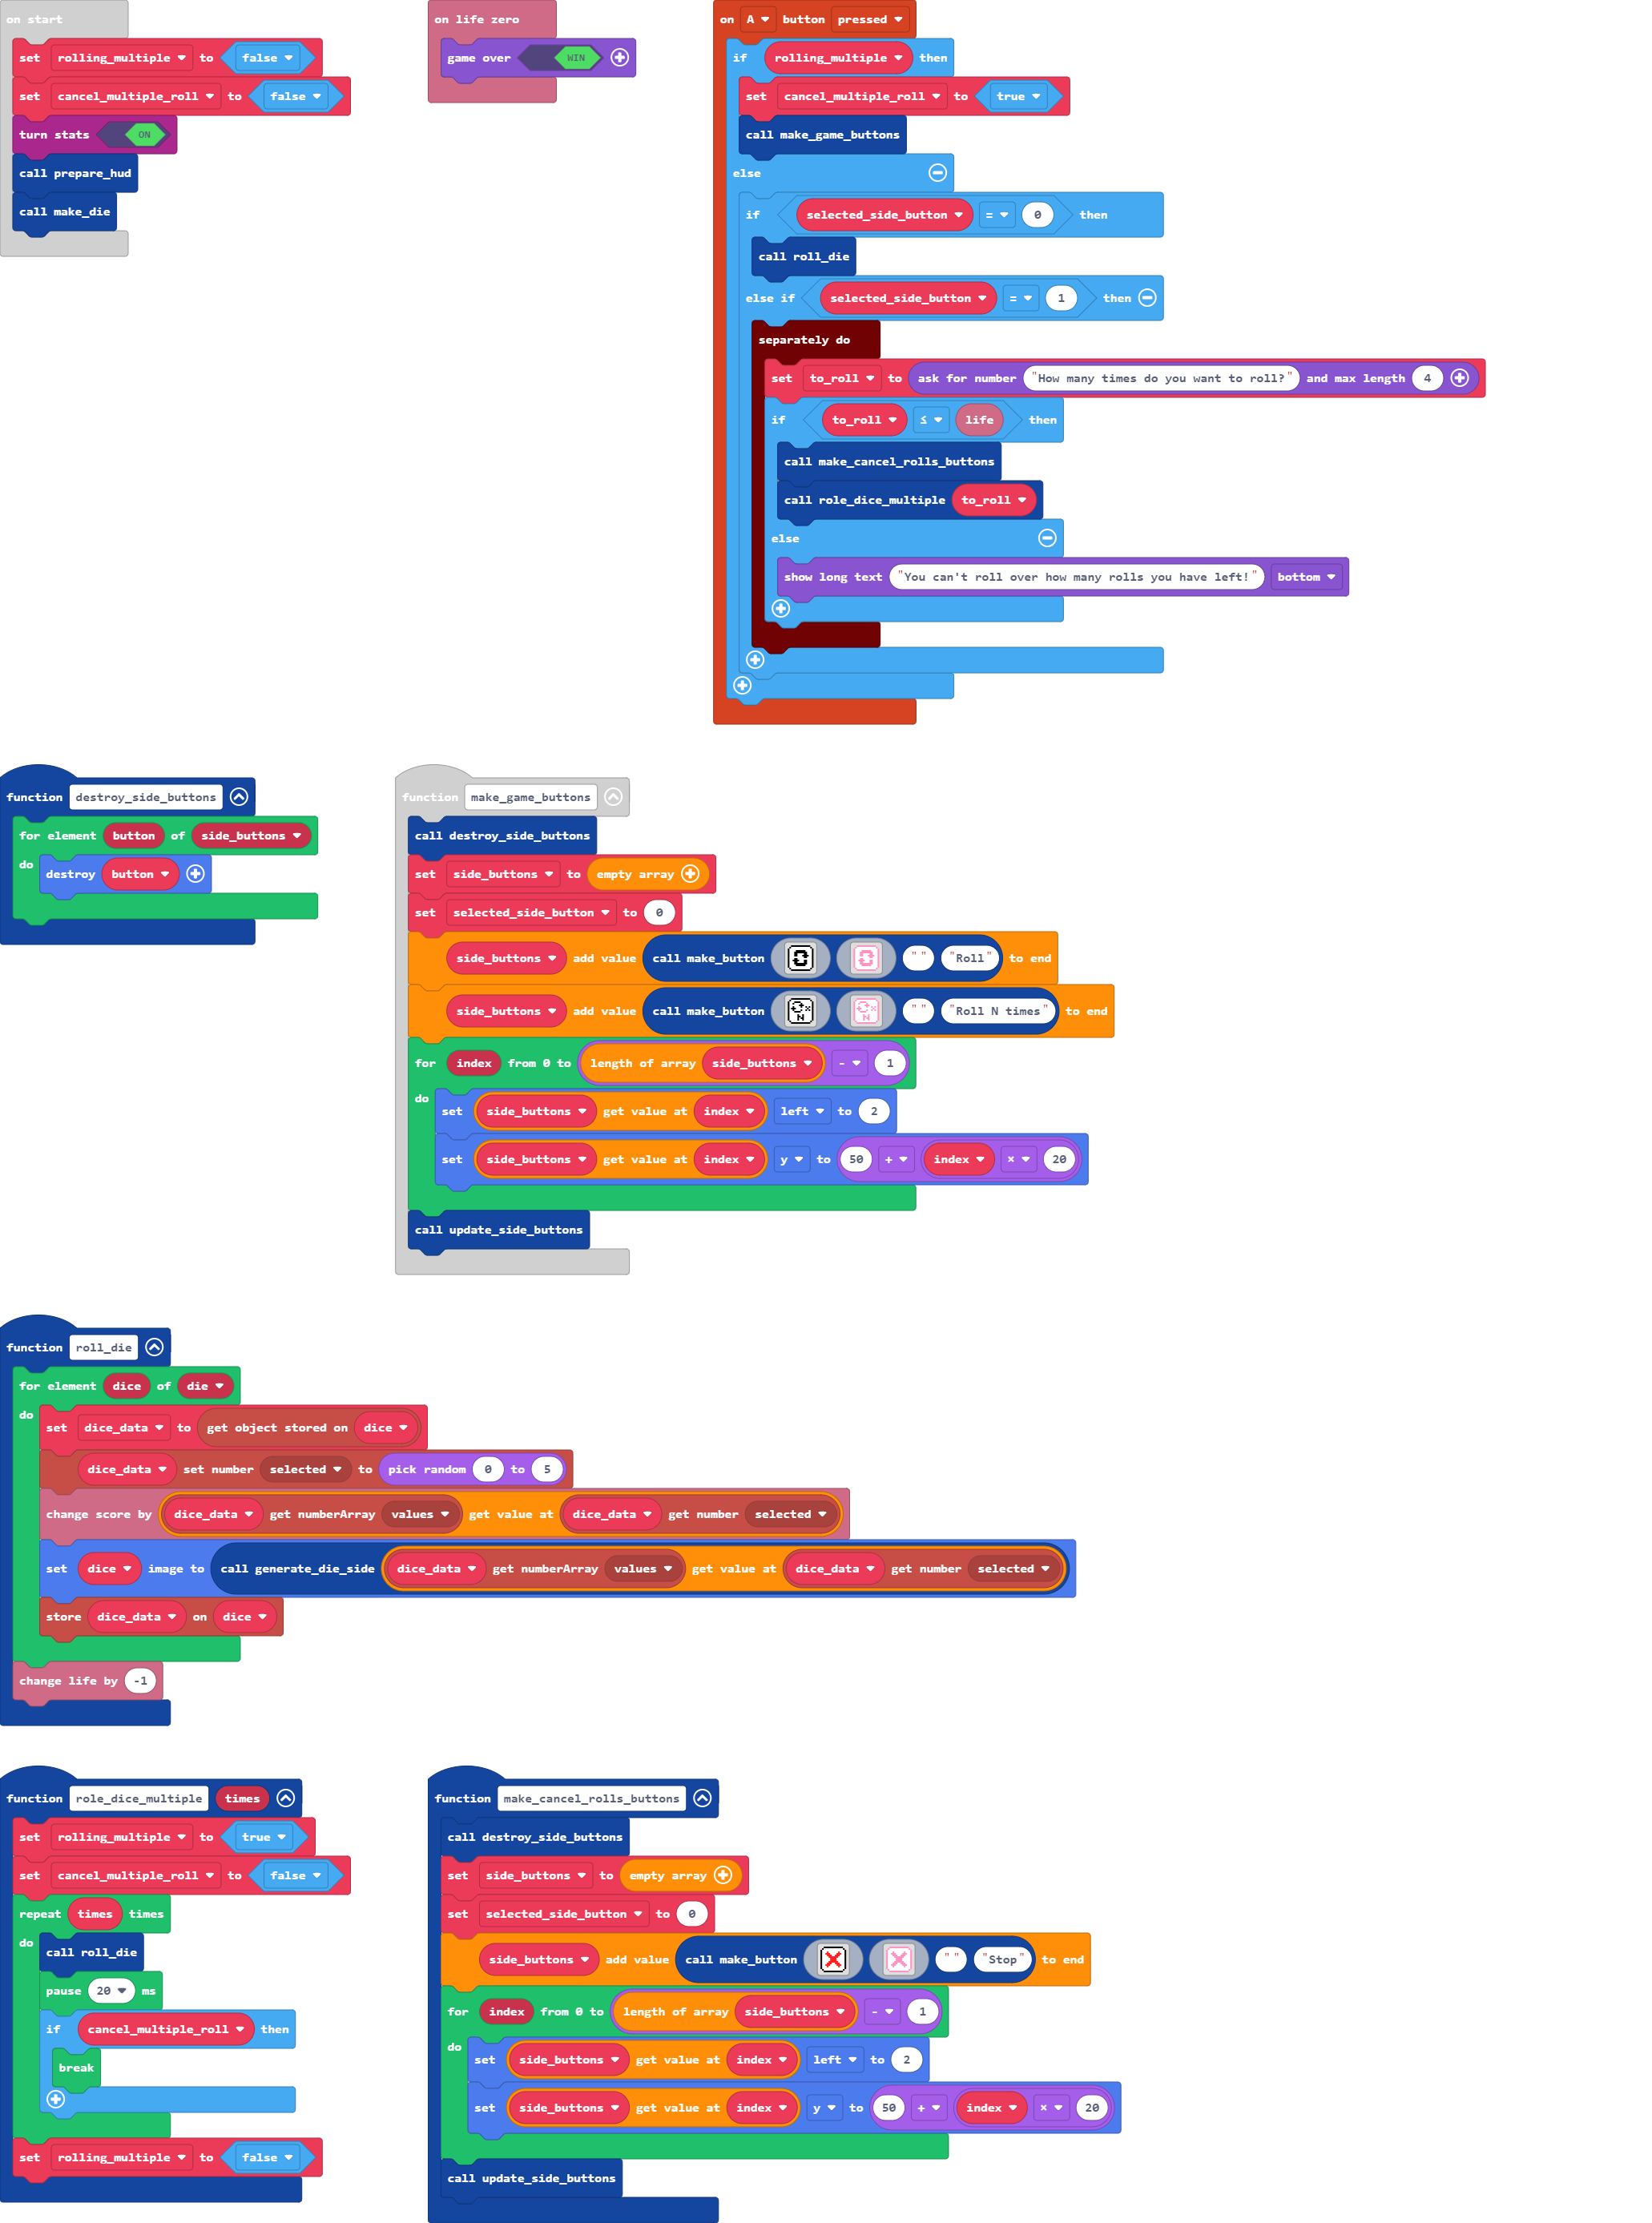 on start
set rolling_multiple to false
set cancel_multiple_roll to false
turn stats ON
call prepare_hud
call make_die
on life zero
game over WIN
on A button pressed
if rolling_multiple then
set cancel_multiple_roll to true
call make_game_buttons
else
if selected_side_button = 0 then
call roll_die
else if selected_side_button = 1 then
separately do
set to_roll to ask for number "How many times do you want to roll?" and max length 4
if to_roll ≤ life then
call make_cancel_rolls_buttons
call role_dice_multiple to_roll
else
show long text "You can't roll over how many rolls you have left!" bottom
function destroy_side_buttons
for element button of side_buttons
do
destroy button
function make_game_buttons
call destroy_side_buttons
set side_buttons to empty array
set selected_side_button to 0
side_buttons add value call make_button "" "Roll" to end
side_buttons add value call make_button N N "" "Roll N times" to end
for index from 0 to length of array side_buttons - 1
do
set side_buttons get value at index left to 2
set side_buttons get value at index y to 50 + index × 20
call update_side_buttons
function roll_die
for element dice of die
do
set dice_data to get object stored on dice
dice_data set number selected to pick random 0 to 5
change score by dice_data get numberArray values get value at dice_data get number selected
set dice image to call generate_die_side dice_data get numberArray values get value at dice_data get number selected
store dice_data on dice
change life by -1
function role_dice_multiple times
set rolling_multiple to true
set cancel_multiple_roll to false
repeat times times
do
call roll_die
pause 20 ms
if cancel_multiple_roll then
break
set rolling_multiple to false
function make_cancel_rolls_buttons
call destroy_side_buttons
set side_buttons to empty array
set selected_side_button to 0
side_buttons add value call make_button "" "Stop" to end
for index from 0 to length of array side_buttons - 1
do
set side_buttons get value at index left to 2
set side_buttons get value at index y to 50 + index × 20
call update_side_buttons